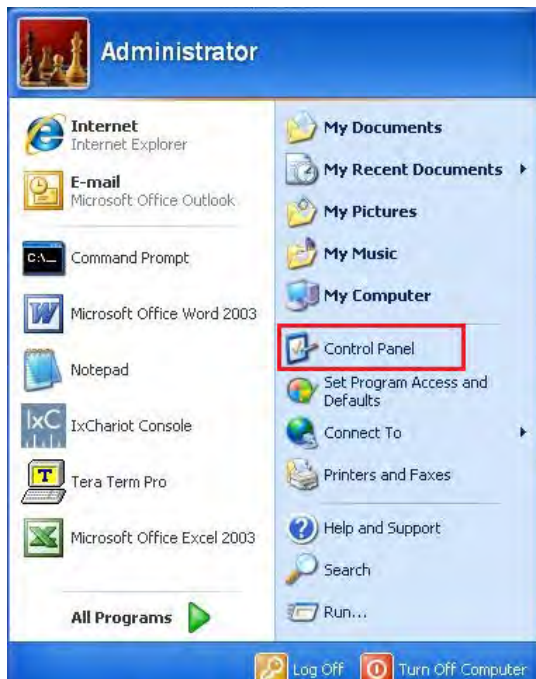 Administrator
Internet
Internet Explorer
E-mail
Microsoft Office Outlook
C:\_
Command Prompt
W
Microsoft Office Word 2003
Notepad
IxC
IxChariot Console
T
Tera Term Pro
Microsoft Office Excel 2003
All Programs
My Documents
My Recent Documents
My Pictures
My Music
My Computer
Control Panel
Set Program Access and
Defaults
Connect To
Printers and Faxes
Help and Support
Search
Run...
Log Off
Turn Off Computer